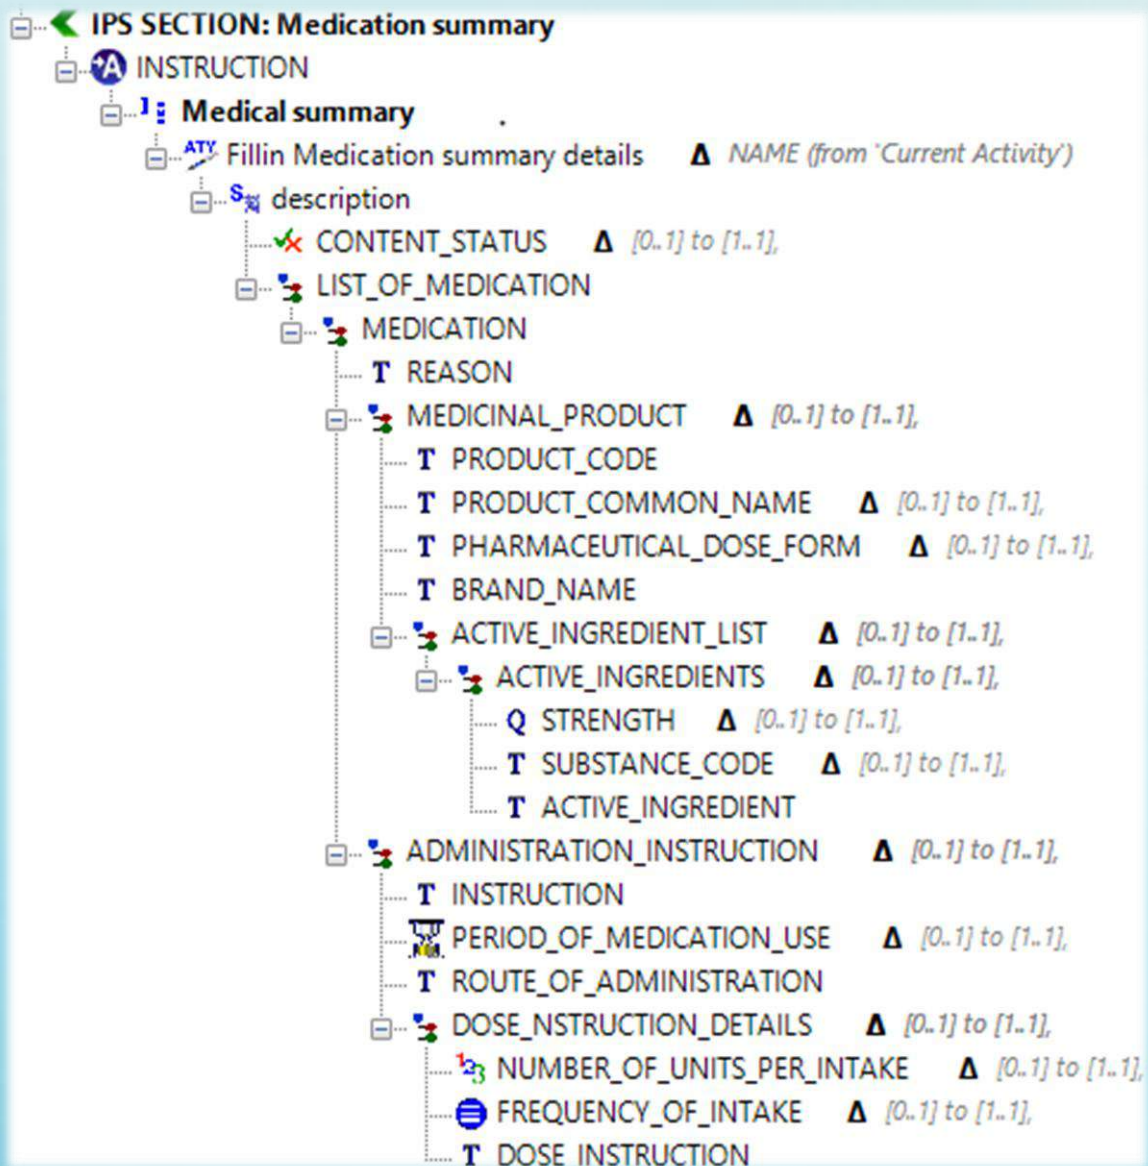 IPS SECTION: Medication summary
INSTRUCTION
Medical summary
Fillin Medication summary details Δ NAME (from 'Current Activity')
description
CONTENT_STATUS Δ [0..1] to [1..1],
LIST_OF_MEDICATION
MEDICATION
T REASON
MEDICINAL_PRODUCT Δ [0..1] to [1..1],
T PRODUCT_CODE
T PRODUCT_COMMON_NAME Δ [0..1] to [1..1],
T PHARMACEUTICAL_DOSE_FORM Δ [0..1] to [1..1],
T BRAND_NAME
ACTIVE_INGREDIENT_LIST Δ [0..1] to [1..1],
ACTIVE_INGREDIENTS Δ [0..1] to [1..1],
Q STRENGTH Δ [0..1] to [1..1],
T SUBSTANCE_CODE Δ [0..1] to [1..1],
T ACTIVE_INGREDIENT
ADMINISTRATION_INSTRUCTION Δ [0..1] to [1..1],
T INSTRUCTION
PERIOD_OF_MEDICATION_USE Δ [0..1] to [1..1],
T ROUTE_OF_ADMINISTRATION
DOSE_NSTRUCTION_DETAILS Δ [0..1] to [1..1],
123 NUMBER_OF_UNITS_PER_INTAKE Δ [0..1] to [1..1],
FREQUENCY_OF_INTAKE Δ [0..1] to [1..1],
T DOSE_INSTRUCTION